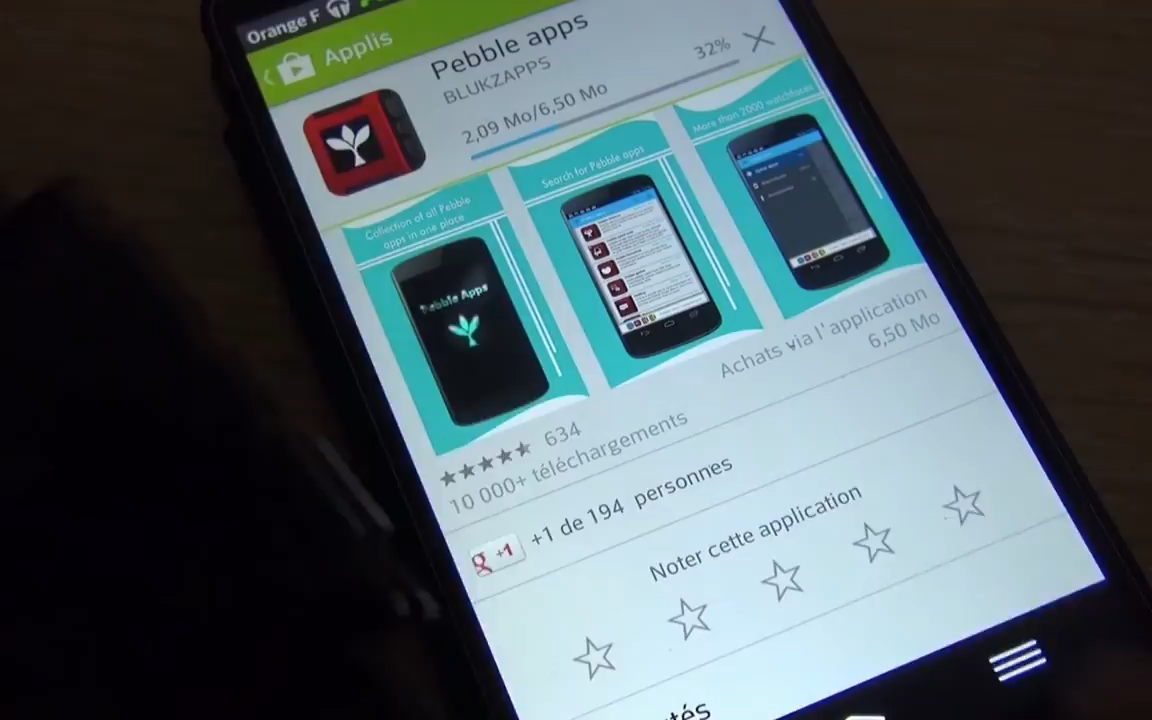 Orange F
Applis
Pebble apps
BLUKZAPPS
2,09 Mo/6,50 Mo
32%
Collection of all Pebble
apps in one place
Search for Pebble apps
More than 2000 watchfaces
Pebble Apps
Achats via l'application
6,50 Mo
634
10 000+ téléchargements
g +1
+1 de 194 personnes
Noter cette application